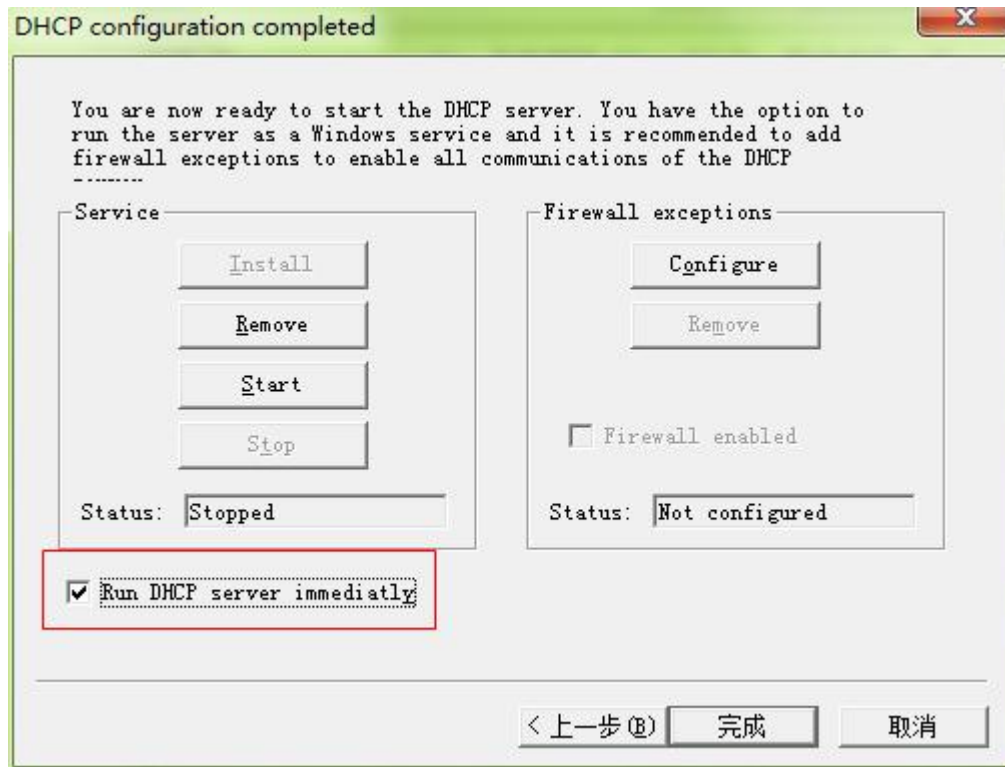 DHCP configuration completed
You are now ready to start the DHCP server. You have the option to
run the server as a Windows service and it is recommended to add
firewall exceptions to enable all communications of the DHCP
Service
Install
Remove
Start
Stop
Status: Stopped
Firewall exceptions
Configure
Remove
Firewall enabled
Status: Not configured
Run DHCP server immediatly
< 上一步(B)
完成
取消